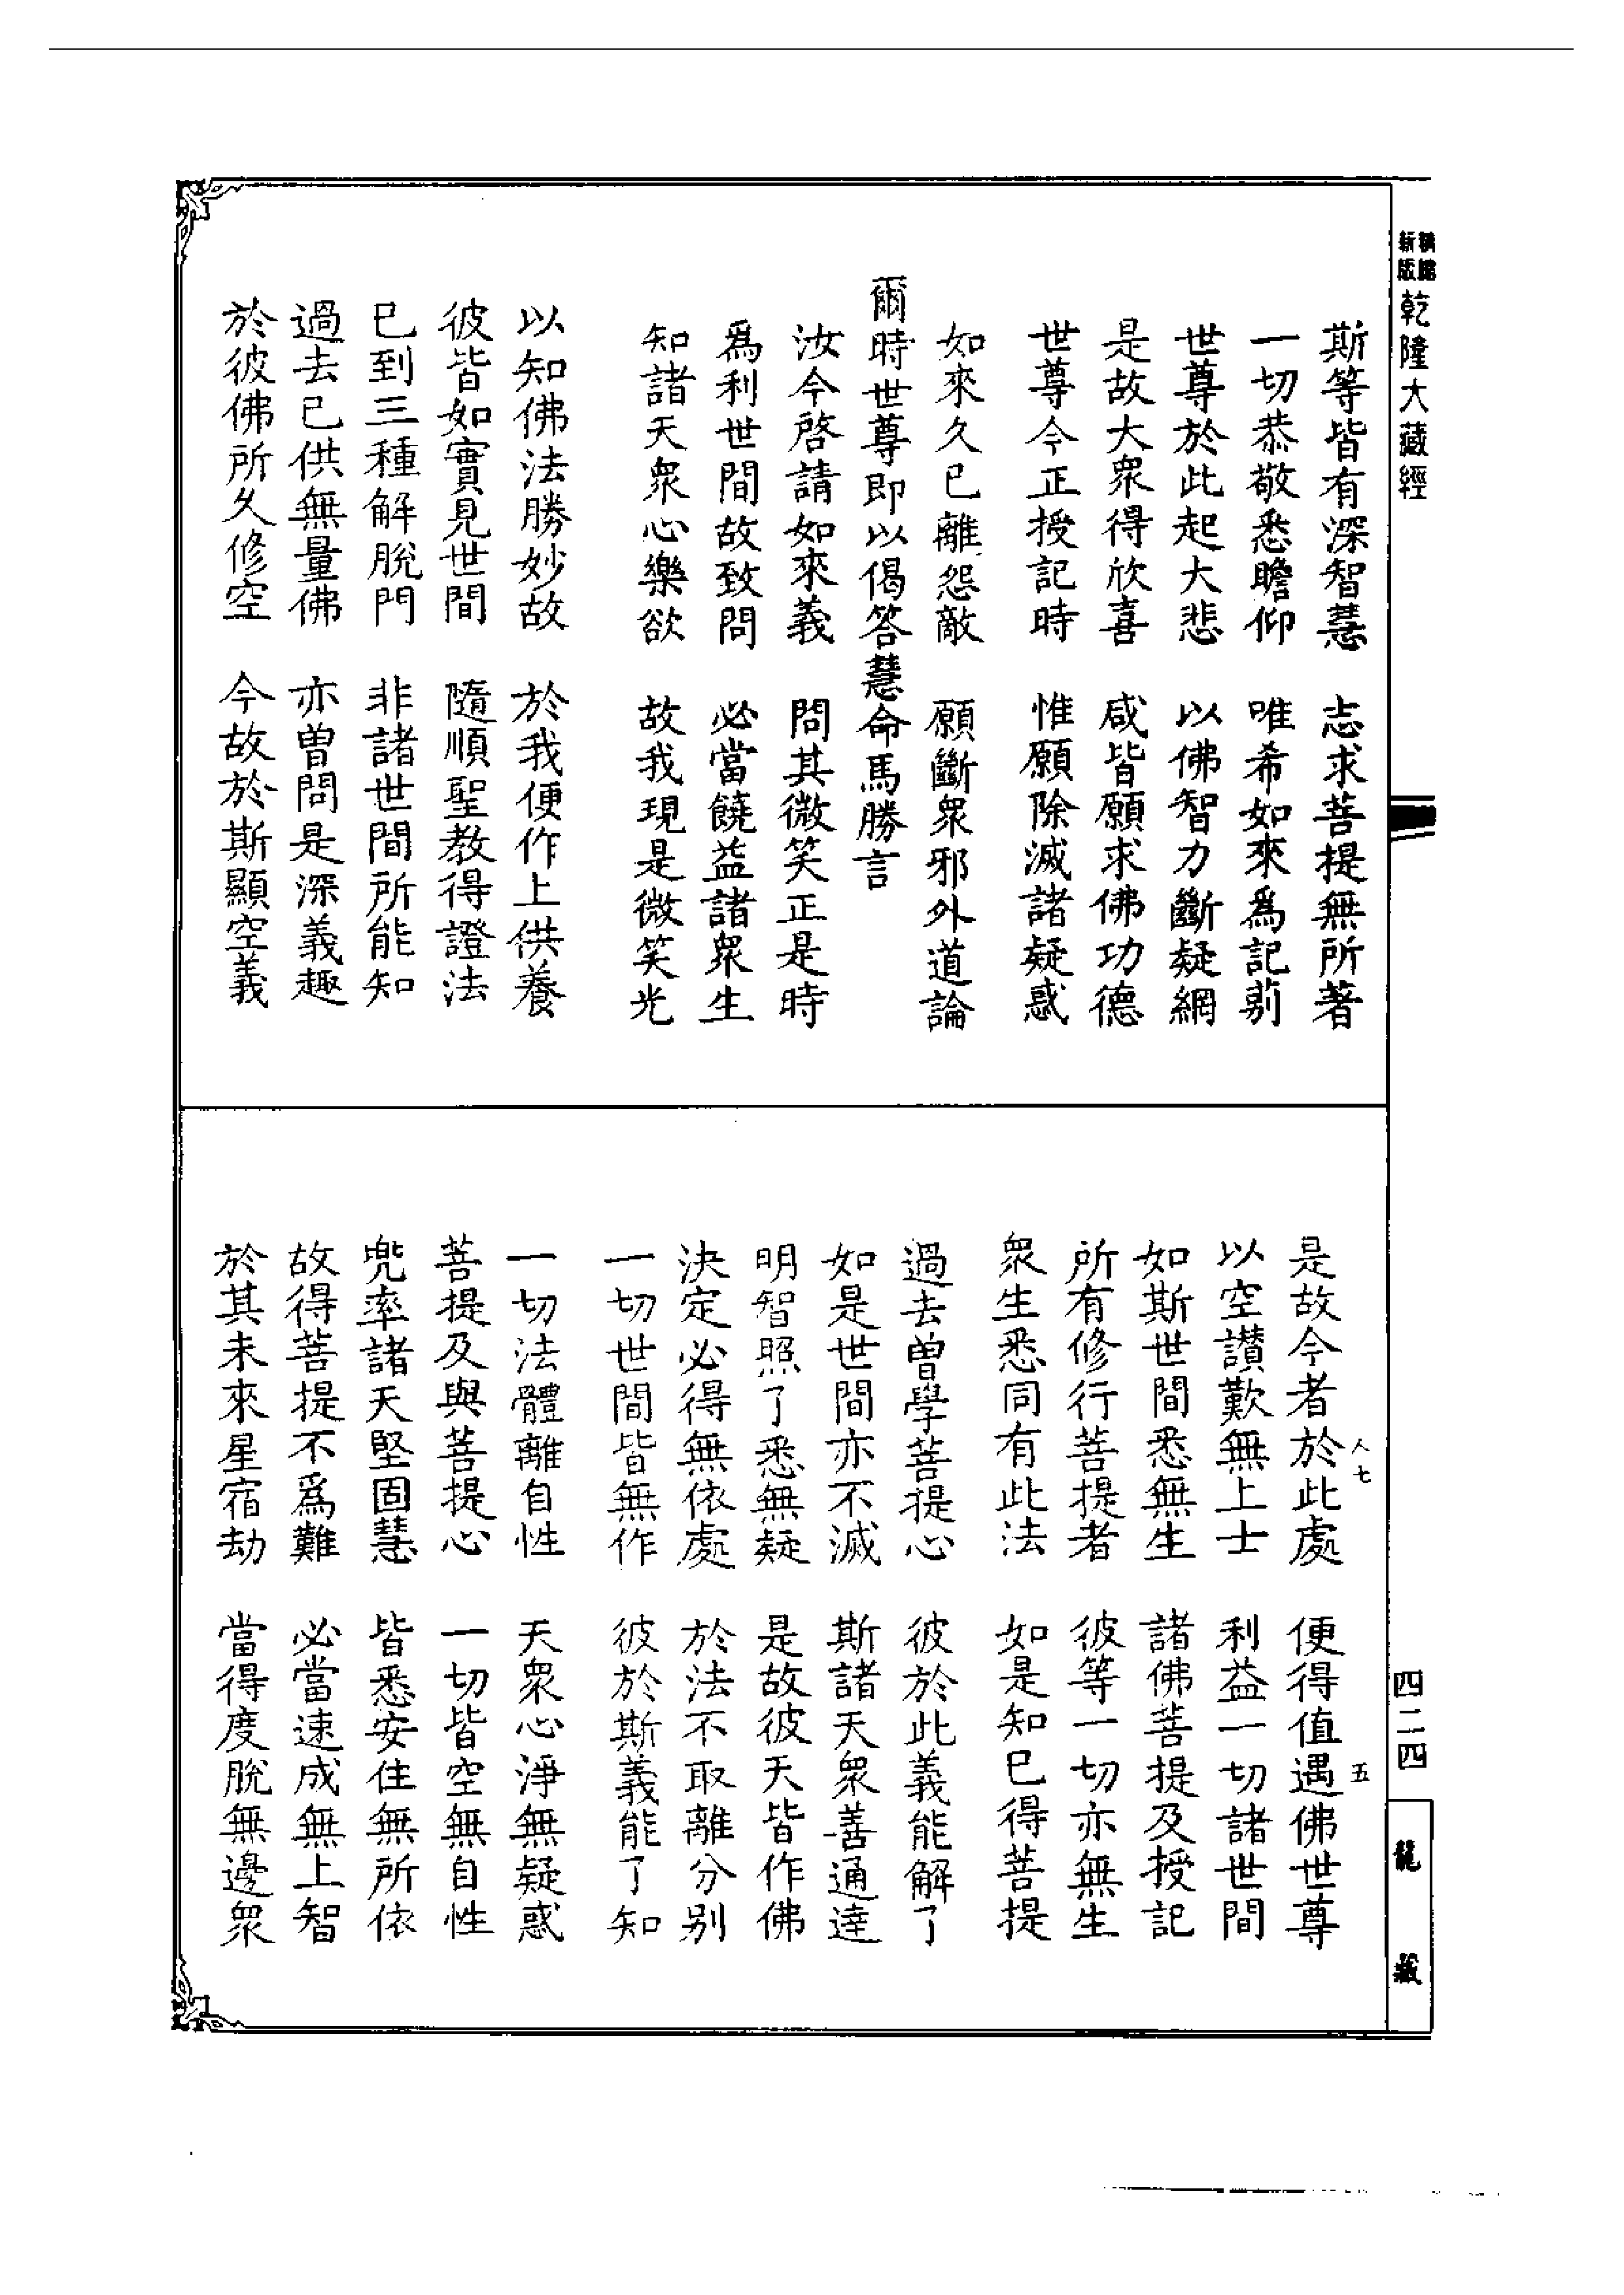 新版精縮乾隆大藏經
斯等皆有深智慧　志求菩提無所著
一切恭敬悉瞻仰　唯希如來爲記莂
世尊於此起大悲　以佛智力斷疑網
是故大衆得欣喜　咸皆願求佛功德
世尊今正授記時　惟願除滅諸疑惑
如來久已離怨敵　願斷衆邪外道論
爾時世尊即以偈答慧命馬勝言
汝今啓請如來義　問其微笑正是時
爲利世間故致問　必當饒益諸衆生
知諸天衆心樂欲　故我現是微笑光
以知佛法勝妙故　於我便作上供養
彼皆如實見世間　隨順聖教得證法
已到三種解脫門　非諸世間所能知
過去已供無量佛　亦曾問是深義趣
於彼佛所久修空　今故於斯顯空義
是故今者於此處　便得值遇佛世尊
以空讃歎無上士　利益一切諸世間
如斯世間悉無生　諸佛菩提及授記
所有修行菩提者　彼等一切亦無生
衆生悉同有此法　如是知已得菩提
過去曾學菩提心　彼於此義能解了
如是世間亦不滅　斯諸天衆善通達
明智照了悉無疑　是故彼天皆作佛
決定必得無依處　於法不取離分別
一切世間皆無作　彼於斯義能了知
一切法體離自性　天衆心淨無疑惑
菩提及與菩提心　一切皆空無自性
兜率諸天堅固慧　皆悉安住無所依
故得菩提不爲難　必當速成無上智
於其未來星宿劫　當得度脫無邊衆
人七　五
四二四
龍藏